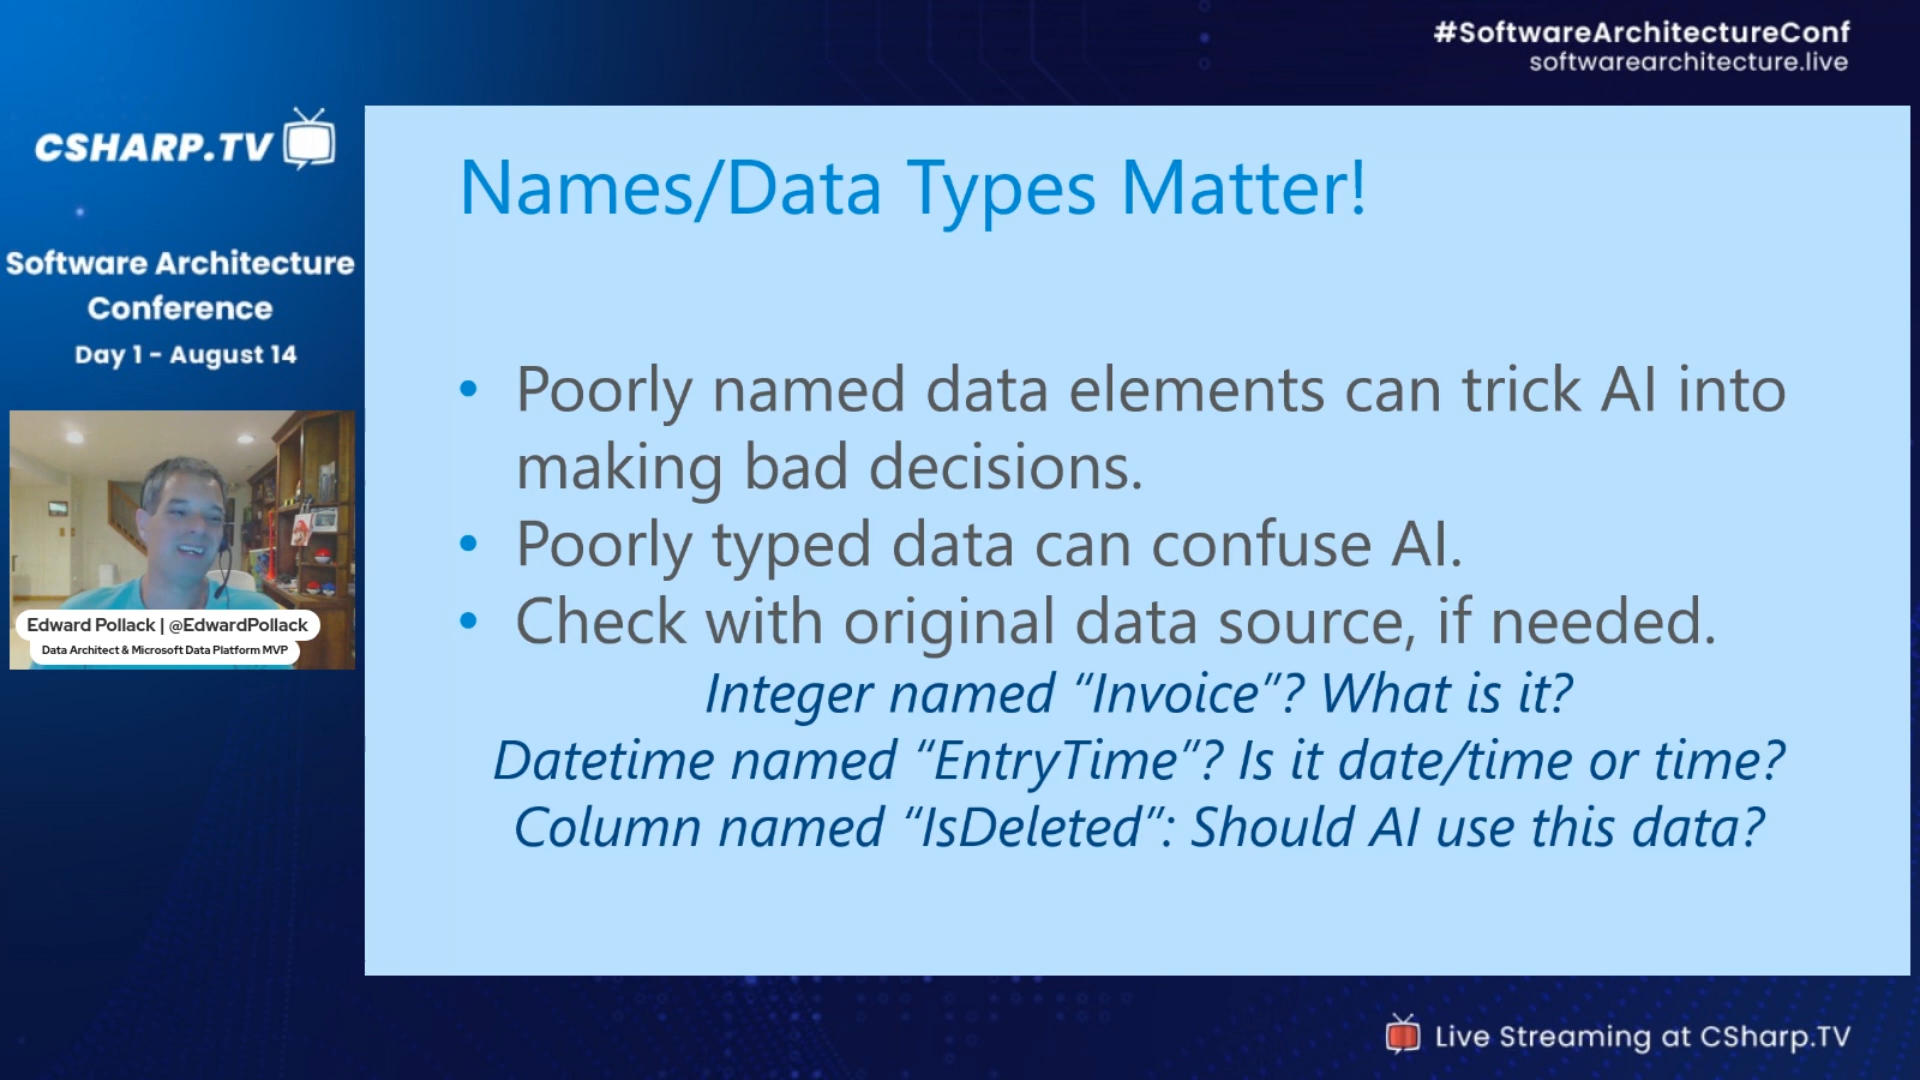 #SoftwareArchitectureConf
softwarearchitecture.live
CSHARP.TV
Software Architecture
Conference
Day 1 - August 14
Edward Pollack | @EdwardPollack
Data Architect & Microsoft Data Platform MVP
Names/Data Types Matter!
• Poorly named data elements can trick AI into
making bad decisions.
• Poorly typed data can confuse AI.
• Check with original data source, if needed.
Integer named “Invoice”? What is it?
Datetime named “EntryTime”? Is it date/time or time?
Column named “IsDeleted”: Should AI use this data?
Live Streaming at CSharp.TV